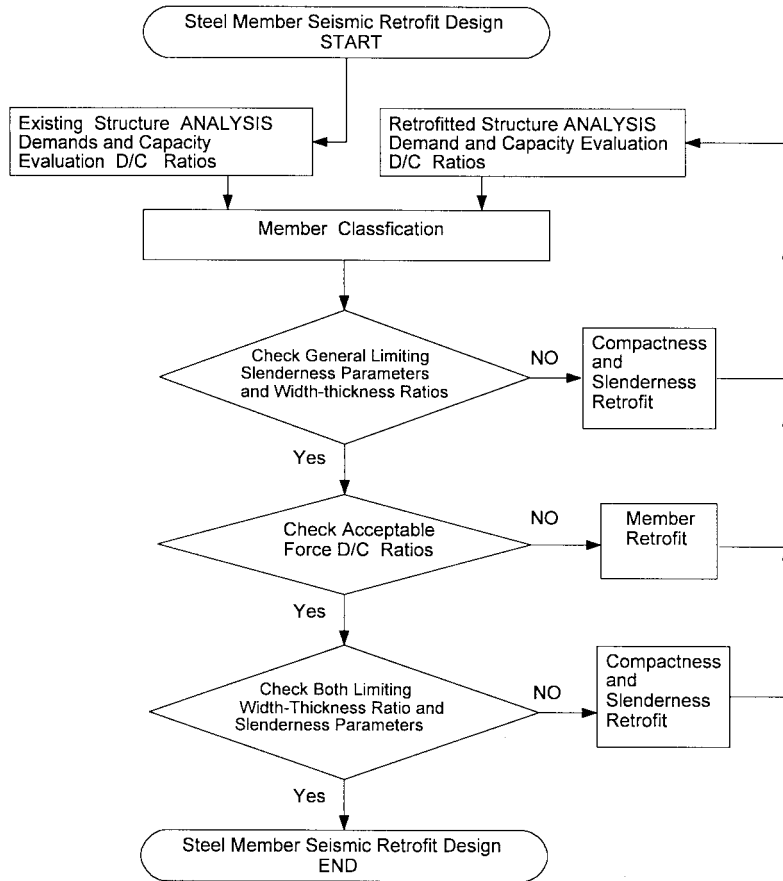 Steel Member Seismic Retrofit Design
START
Existing Structure ANALYSIS
Demands and Capacity
Evaluation D/C Ratios
Retrofitted Structure ANALYSIS
Demand and Capacity Evaluation
D/C Ratios
Member Classfication
Check General Limiting
Slenderness Parameters
and Width-thickness Ratios
NO
Compactness
and
Slenderness
Retrofit
Yes
Check Acceptable
Force D/C Ratios
NO
Member
Retrofit
Yes
Check Both Limiting
Width-Thickness Ratio and
Slenderness Parameters
NO
Compactness
and
Slenderness
Retrofit
Yes
Steel Member Seismic Retrofit Design
END